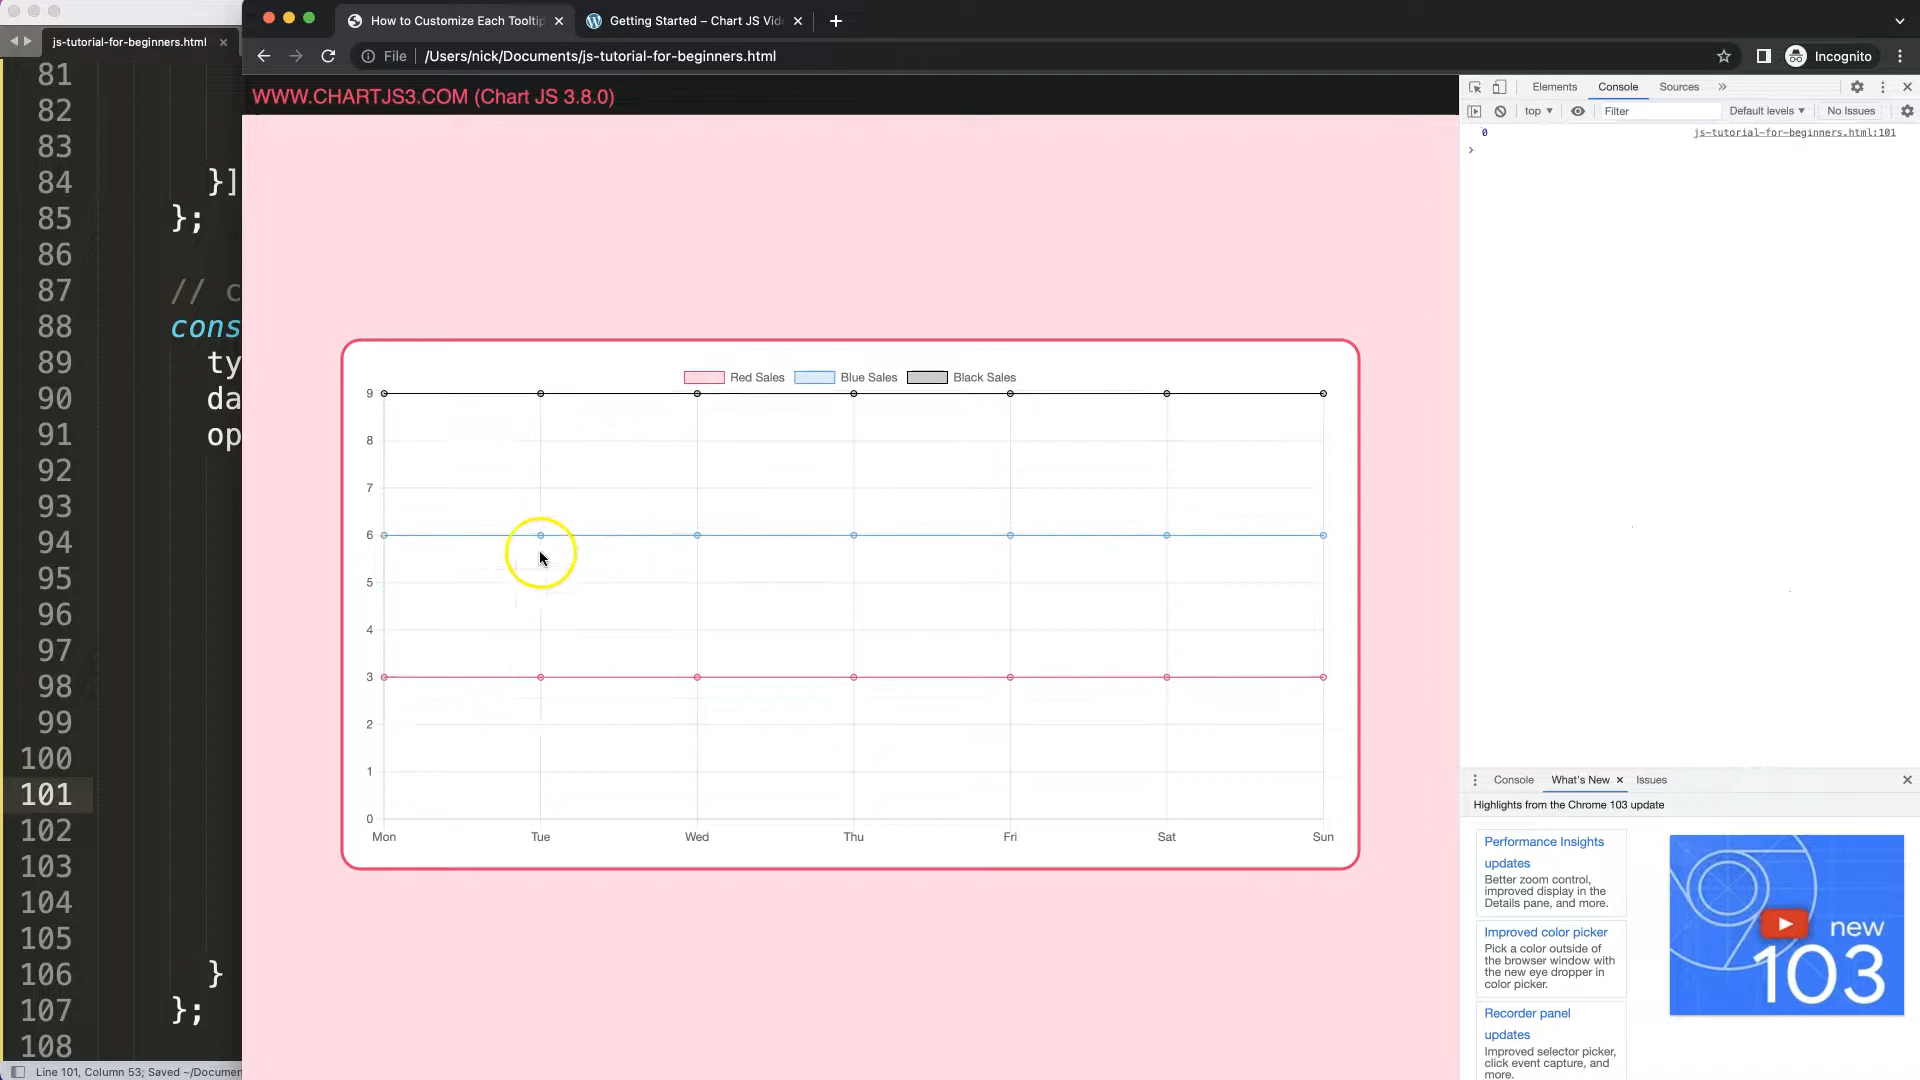 js-tutorial-for-beginners.html
81
82
83
84 }]
85 };
86
87 // c
88 cons
89 ty
90 da
91 op
92
93
94
95
96
97
98
99
100
101
102
103
104
105
106 }
107 };
108
Line 101, Column 53; Saved ~/Documen
How to Customize Each Tooltip
Getting Started – Chart JS Vid
File
/Users/nick/Documents/js-tutorial-for-beginners.html
Incognito
WWW.CHARTJS3.COM (Chart JS 3.8.0)
Red Sales Blue Sales Black Sales
9
8
7
6
5
4
3
2
1
0
Mon Tue Wed Thu Fri Sat Sun
Elements Console Sources
top Filter Default levels No Issues
0 js-tutorial-for-beginners.html:101
Console What's New Issues
Highlights from the Chrome 103 update
Performance Insights
updates
Better zoom control,
improved display in the
Details pane, and more.
Improved color picker
Pick a color outside of
the browser window with
the new eye dropper in
color picker.
Recorder panel
updates
Improved selector picker,
click event capture, and
more.
new
103